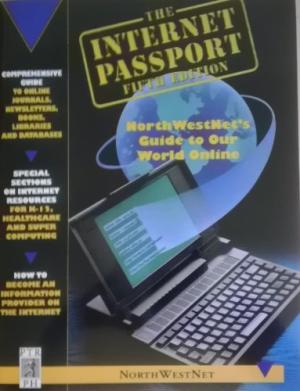 THE
INTERNET
PASSPORT
FIFTH EDITION
NorthWestNet's
Guide to Our
World Online
COMPREHENSIVE
GUIDE
TO ONLINE
JOURNALS,
NEWSLETTERS,
BOOKS,
LIBRARIES
AND DATABASES
SPECIAL
SECTIONS
ON INTERNET
RESOURCES
FOR K-12,
HEALTHCARE
AND SUPER
COMPUTING
HOW TO
BECOME AN
INFORMATION
PROVIDER ON
THE INTERNET
PTR
PH
NORTHWESTNET